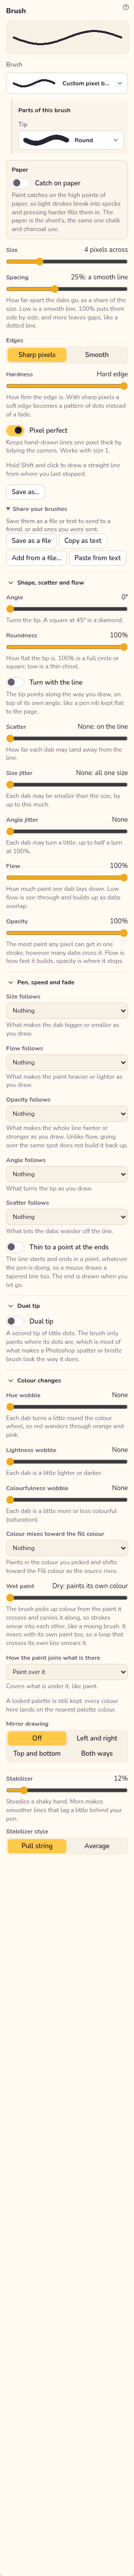 Brush
Brush
Custom pixel b...
Parts of this brush
Tip
Round
Paper
Catch on paper
Paint catches on the high points of
paper, so light strokes break into specks
and pressing harder fills them in. The
paper is the sheet's, the same one chalk
and charcoal use.
Size 4 pixels across
Spacing 25%: a smooth line
How far apart the dabs go, as a share of the
size. Low is a smooth line, 100% puts them
side by side, and more leaves gaps, like a
dotted line.
Edges
Sharp pixels Smooth
Hardness Hard edge
How firm the edge is. With sharp pixels a
soft edge becomes a pattern of dots instead
of a fade.
Pixel perfect
Keeps hand-drawn lines one pixel thick by
tidying the corners. Works with size 1.
Hold Shift and click to draw a straight line
from where you last stopped.
Save as...
Share your brushes
Save them as a file or text to send to a
friend, or add ones you were sent.
Save as a file Copy as text
Add from a file... Paste from text
Shape, scatter and flow
Angle 0°
Turns the tip. A square at 45° is a diamond.
Roundness 100%
How flat the tip is. 100% is a full circle or
square; low is a thin chisel.
Turn with the line
The tip points along the way you draw, on
top of its own angle, like a pen nib kept flat
to the page.
Scatter None: on the line
How far each dab may land away from the
line.
Size jitter None: all one size
Each dab may be smaller than the size, by
up to this much.
Angle jitter None
Each dab may turn a little, up to half a turn
at 100%.
Flow 100%
How much paint one dab lays down. Low
flow is see-through and builds up as dabs
overlap.
Opacity 100%
The most paint any pixel can get in one
stroke, however many dabs cross it. Flow is
how fast it builds, opacity is where it stops.
Pen, speed and fade
Size follows
Nothing
What makes the dab bigger or smaller as
you draw.
Flow follows
Nothing
What makes the paint heavier or lighter as
you draw.
Opacity follows
Nothing
What makes the whole line fainter or
stronger as you draw. Unlike flow, going
over the same spot does not build it back up.
Angle follows
Nothing
What turns the tip as you draw.
Scatter follows
Nothing
What lets the dabs wander off the line.
Thin to a point at the ends
The line starts and ends in a point, whatever
the pen is doing, so a mouse draws a
tapered line too. The end is drawn when you
let go.
Dual tip
Dual tip
A second tip of little dots. The brush only
paints where its dots are, which is most of
what makes a Photoshop spatter or bristle
brush look the way it does.
Colour changes
Hue wobble None
Each dab turns a little round the colour
wheel, so red wanders through orange and
pink.
Lightness wobble None
Each dab is a little lighter or darker.
Colourfulness wobble None
Each dab is a little more or less colourful
(saturation).
Colour mixes toward the fill colour
Nothing
Paints in the colour you picked and shifts
toward the Fill colour as the source rises.
Wet paint Dry: paints its own colour
The brush picks up colour from the paint it
crosses and carries it along, so strokes
smear into each other, like a mixing brush. It
mixes with its own paint too, so a loop that
crosses its own line smears it.
How the paint joins what is there
Paint over it
Covers what is under it, like paint.
A locked palette is still kept: every colour
here lands on the nearest palette colour.
Mirror drawing
Off Left and right
Top and bottom Both ways
Stabilizer 12%
Steadies a shaky hand. More makes
smoother lines that lag a little behind your
pen.
Stabilizer style
Pull string Average